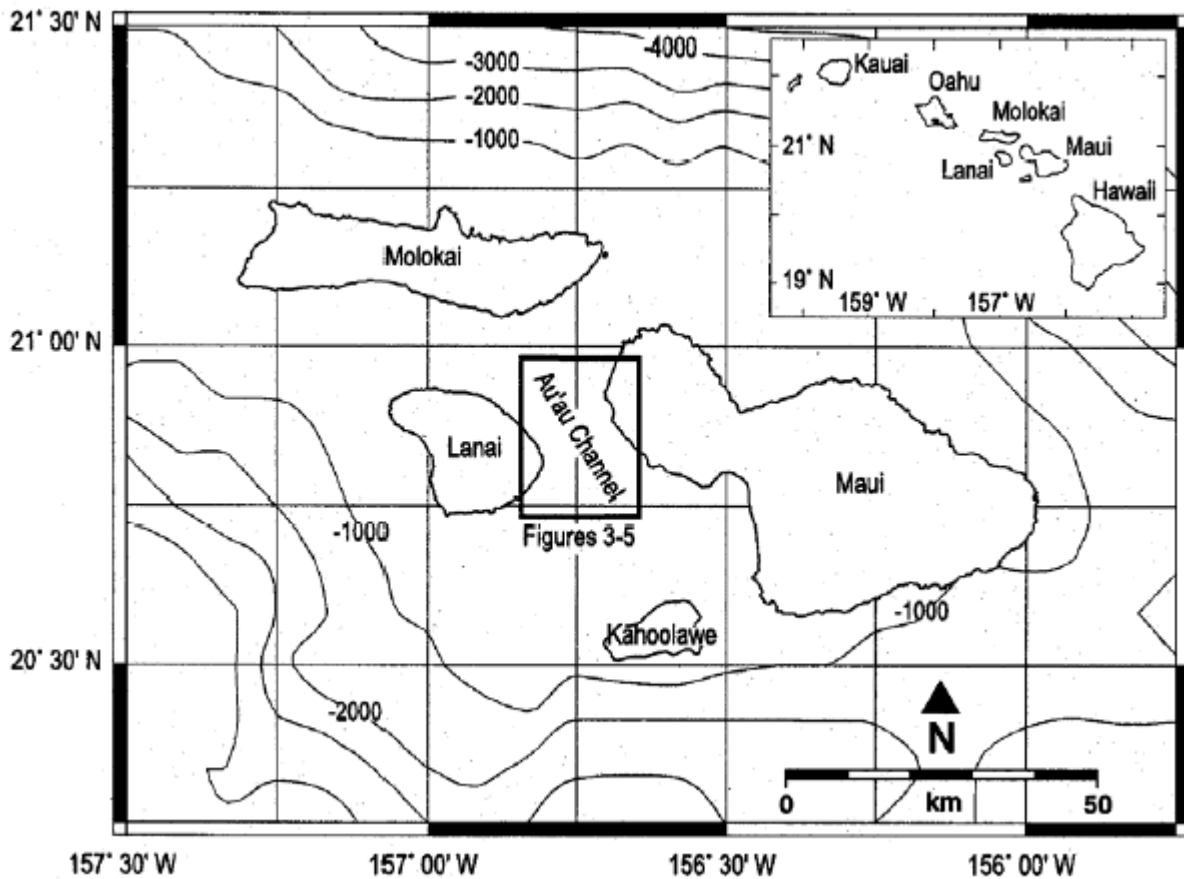 21° 30' N
-3000
-4000
-2000
-1000
Kauai
Oahu
Molokai
21° N
Maui
Lanai
Hawaii
19° N
159° W
157° W
Molokai
21° 00' N
Au'au Channel
Lanai
Maui
-1000
Figures 3-5
-1000
Kahoolawe
20° 30' N
-2000
N
0
km
50
157° 30' W
157° 00' W
156° 30' W
156° 00' W